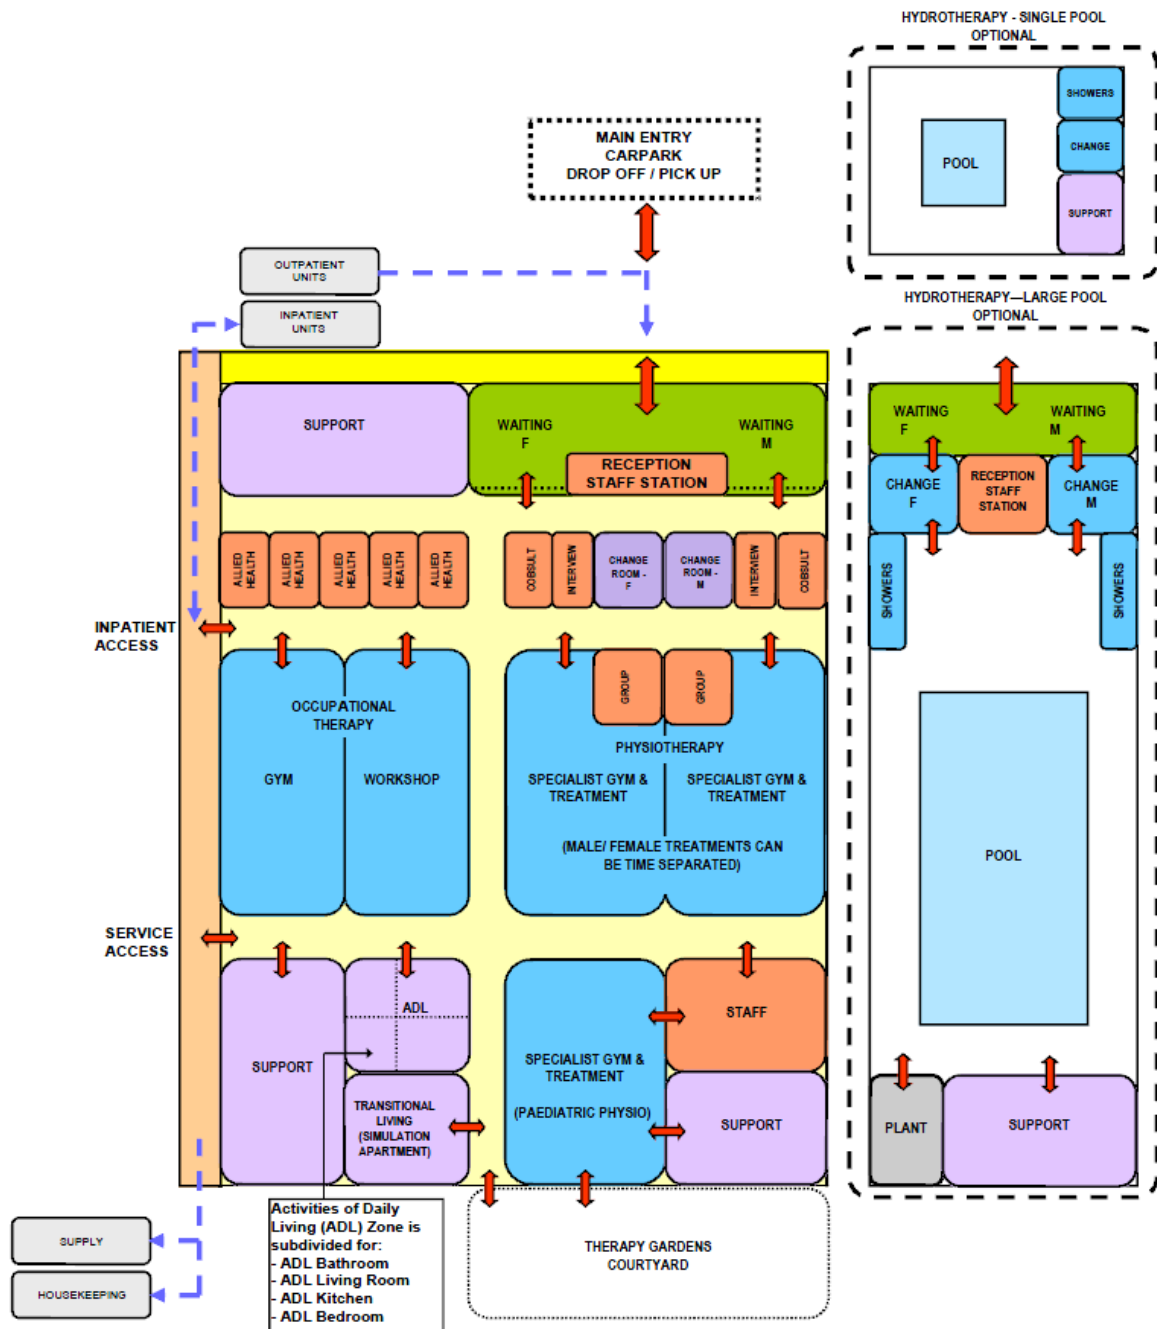 HYDROTHERAPY - SINGLE POOL
OPTIONAL
SHOWERS
CHANGE
POOL
SUPPORT
MAIN ENTRY
CARPARK
DROP OFF / PICK UP
OUTPATIENT
UNITS
INPATIENT
UNITS
HYDROTHERAPY—LARGE POOL
OPTIONAL
SUPPORT
WAITING
F
WAITING
M
RECEPTION
STAFF STATION
WAITING
F
WAITING
M
CHANGE
F
RECEPTION
STAFF
STATION
CHANGE
M
SHOWERS
SHOWERS
ALLIED
HEALTH
ALLIED
HEALTH
ALLIED
HEALTH
ALLIED
HEALTH
ALLIED
HEALTH
COBSULT
INTERVIEW
CHANGE
ROOM -
F
CHANGE
ROOM -
M
INTERVIEW
COBSULT
INPATIENT
ACCESS
OCCUPATIONAL
THERAPY
GYM
WORKSHOP
GROUP
GROUP
PHYSIOTHERAPY
SPECIALIST GYM &
TREATMENT
SPECIALIST GYM &
TREATMENT
(MALE/ FEMALE TREATMENTS CAN
BE TIME SEPARATED)
POOL
SERVICE
ACCESS
SUPPORT
ADL
TRANSITIONAL
LIVING
(SIMULATION
APARTMENT)
SPECIALIST GYM &
TREATMENT
(PAEDIATRIC PHYSIO)
STAFF
SUPPORT
PLANT
SUPPORT
SUPPLY
HOUSEKEEPING
Activities of Daily
Living (ADL) Zone is
subdivided for:
- ADL Bathroom
- ADL Living Room
- ADL Kitchen
- ADL Bedroom
THERAPY GARDENS
COURTYARD